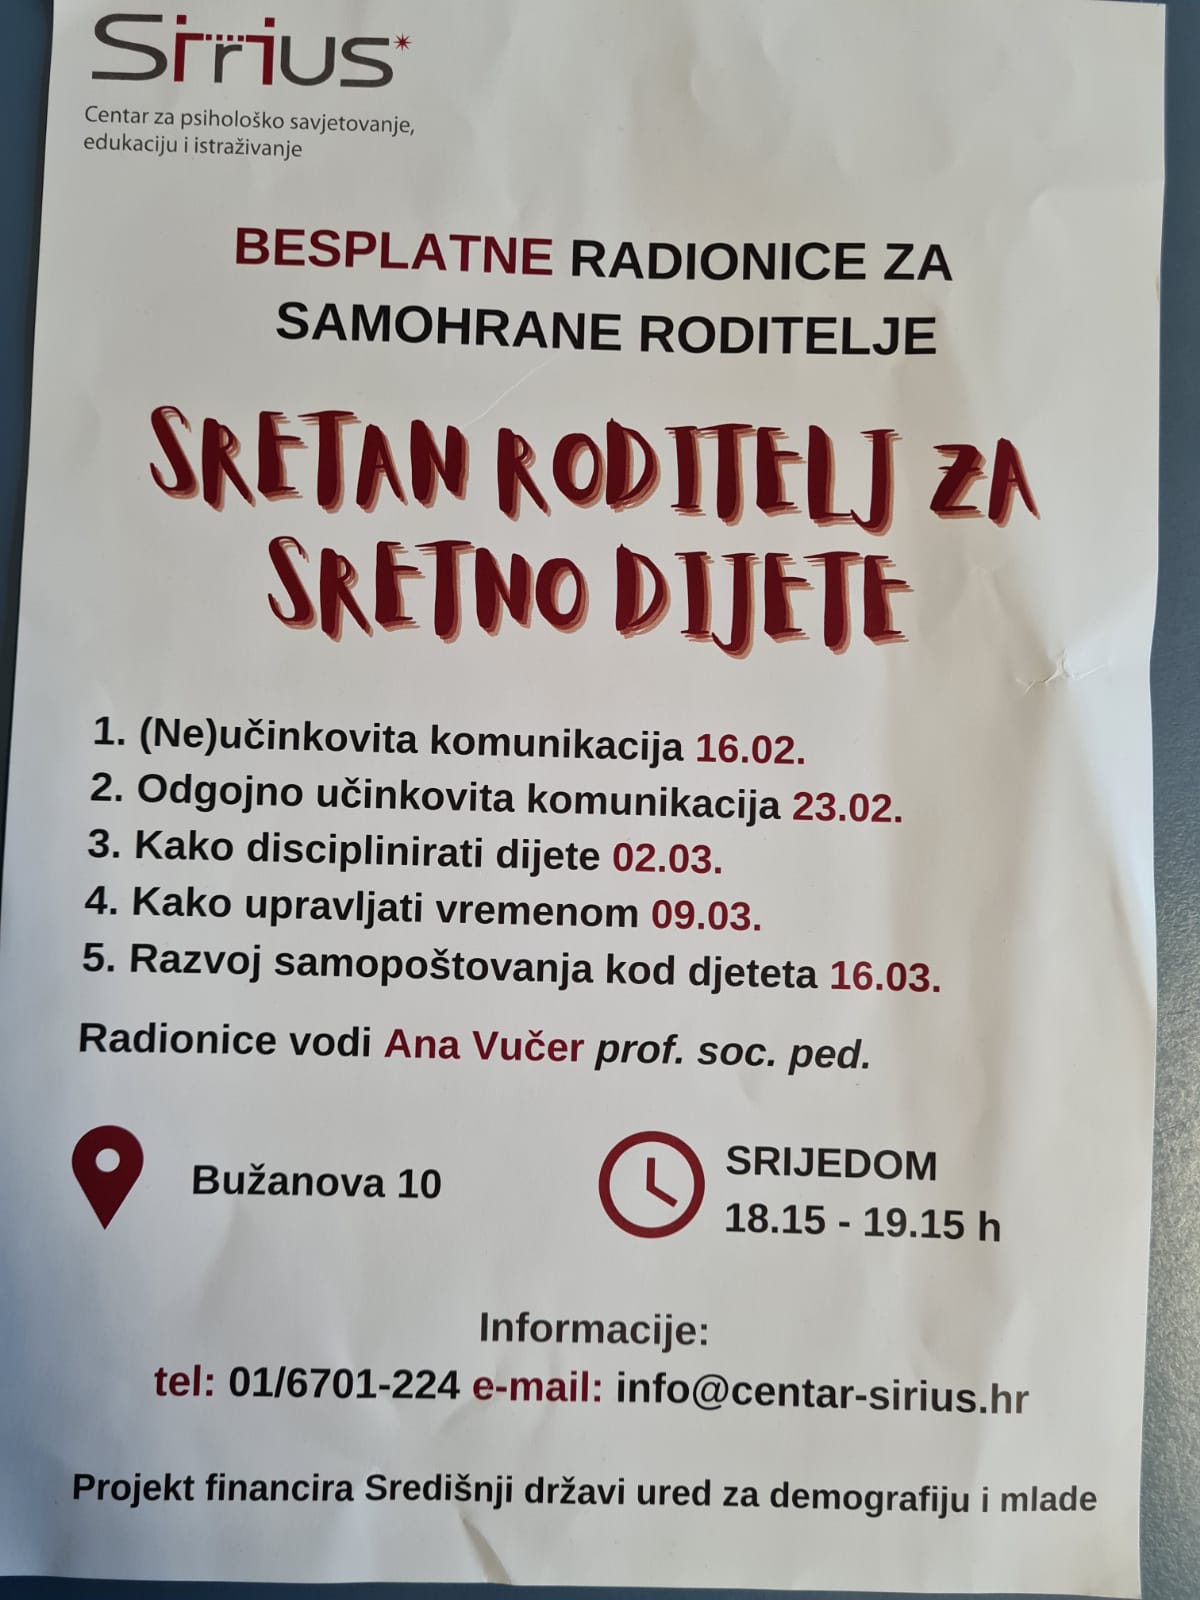 Sirius
Centar za psihološko savjetovanje,
edukaciju i istraživanje
BESPLATNE RADIONICE ZA
SAMOHRANE RODITELJE
SRETAN RODITELJ ZA
SRETNO DIJETE
1. (Ne)učinkovita komunikacija 16.02.
2. Odgojno učinkovita komunikacija 23.02.
3. Kako disciplinirati dijete 02.03.
4. Kako upravljati vremenom 09.03.
5. Razvoj samopoštovanja kod djeteta 16.03.
Radionice vodi Ana Vučer prof. soc. ped.
Bužanova 10
SRIJEDOM
18.15 - 19.15 h
Informacije:
tel: 01/6701-224 e-mail: info@centar-sirius.hr
Projekt financira Središnji državi ured za demografiju i mlade